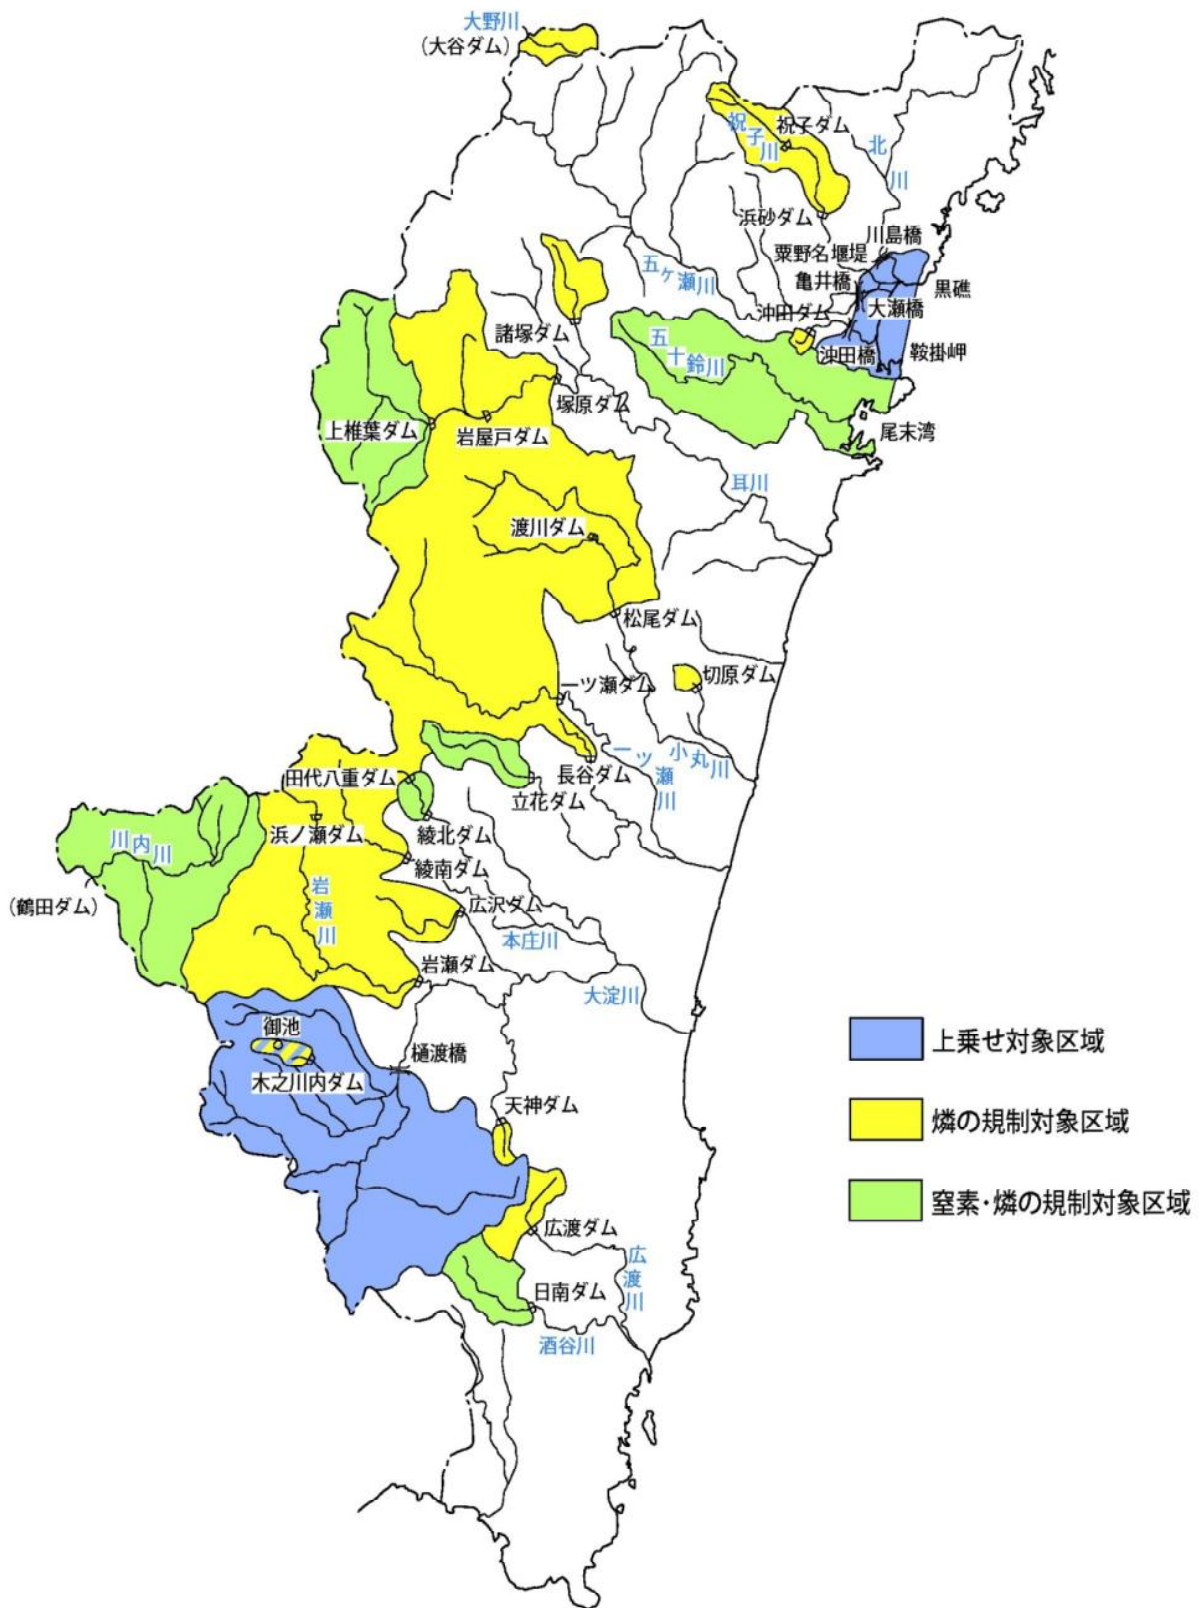 大野川
(大谷ダム)
祝子川
祝子ダム
北川
浜砂ダム
川島橋
粟野名堰堤
五ヶ瀬川
亀井橋
黒礁
大瀬橋
沖田ダム
諸塚ダム
五十鈴川
沖田橋
鞍掛岬
塚原ダム
上椎葉ダム
岩屋戸ダム
尾末湾
耳川
渡川ダム
松尾ダム
一ツ瀬ダム
切原ダム
一ツ瀬川
小丸川
田代八重ダム
長谷ダム
立花ダム
浜ノ瀬ダム
綾北ダム
川内川
綾南ダム
(鶴田ダム)
岩瀬川
広沢ダム
本庄川
岩瀬ダム
大淀川
御池
樋渡橋
木之川内ダム
天神ダム
広渡ダム
広渡川
日南ダム
酒谷川
上乗せ対象区域
燐の規制対象区域
窒素・燐の規制対象区域